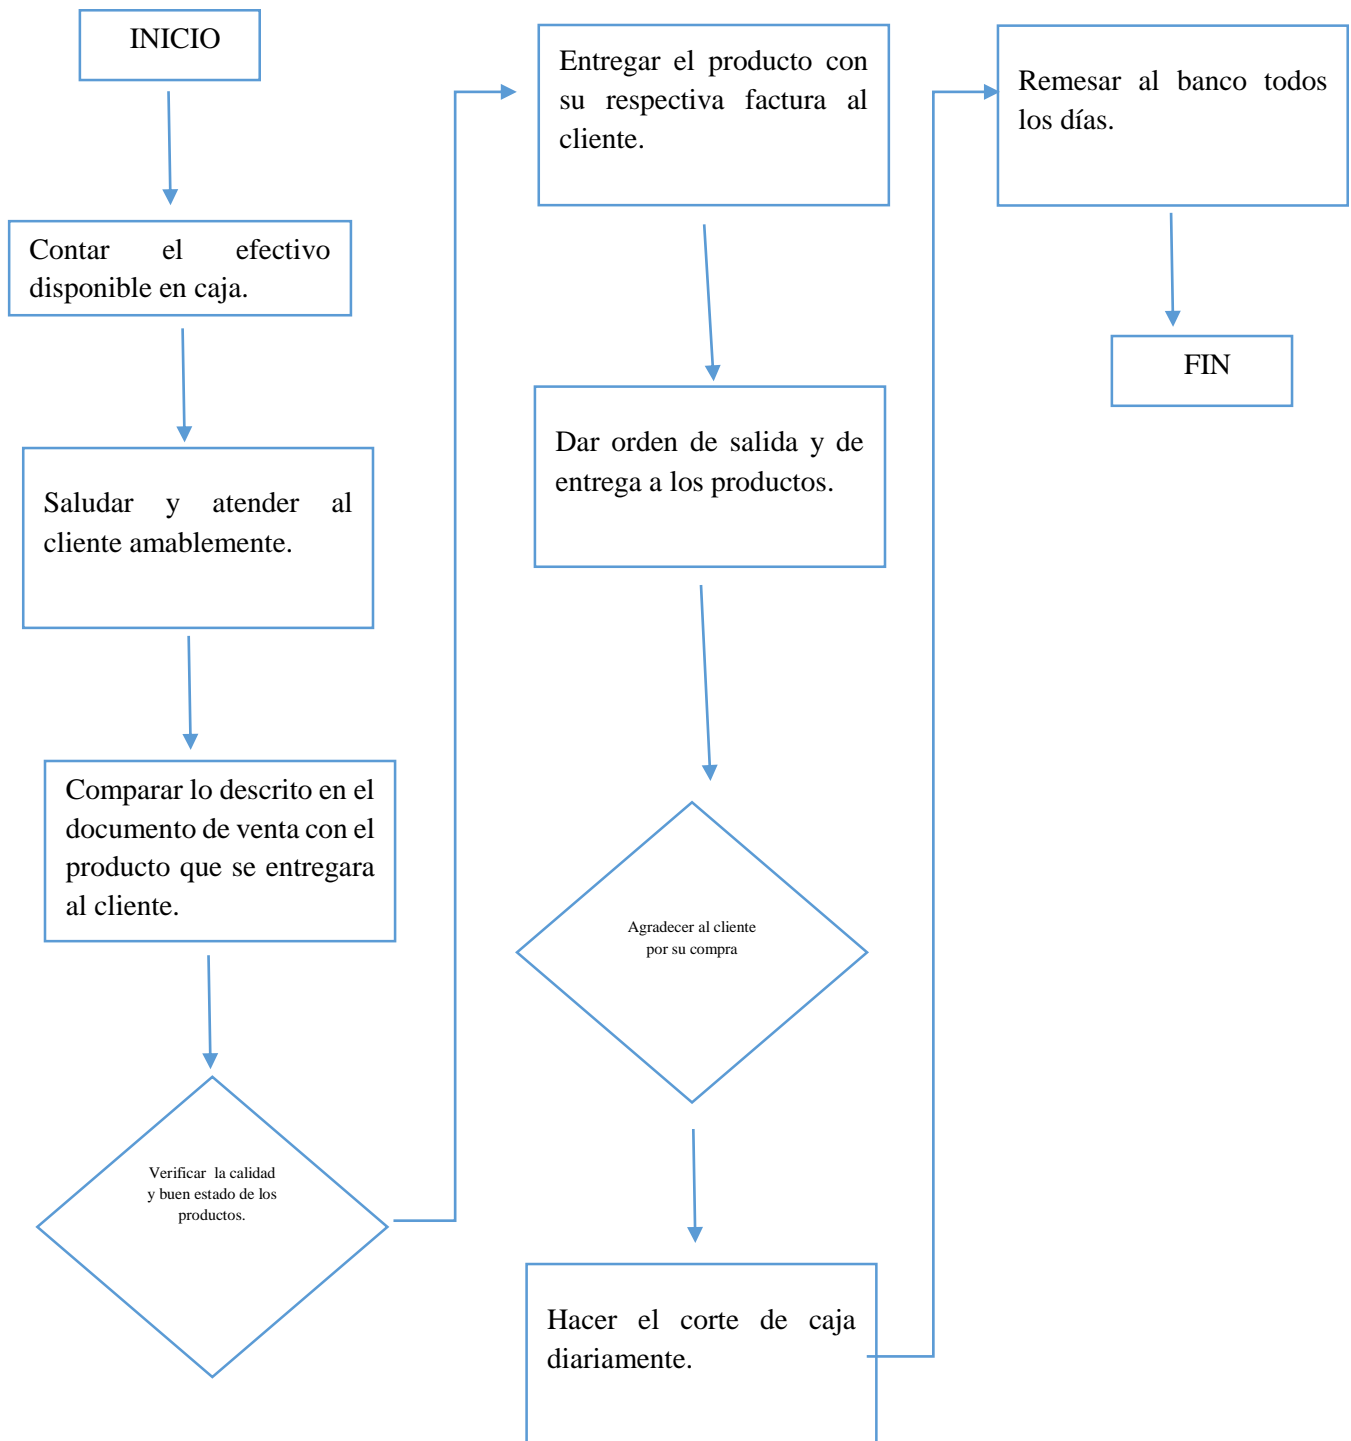 INICIO
Contar el efectivo
disponible en caja.
Saludar y atender al
cliente amablemente.
Comparar lo descrito en el
documento de venta con el
producto que se entregara
al cliente.
Verificar la calidad
y buen estado de los
productos.
Entregar el producto con
su respectiva factura al
cliente.
Dar orden de salida y de
entrega a los productos.
Agradecer al cliente
por su compra
Hacer el corte de caja
diariamente.
Remesar al banco todos
los días.
FIN